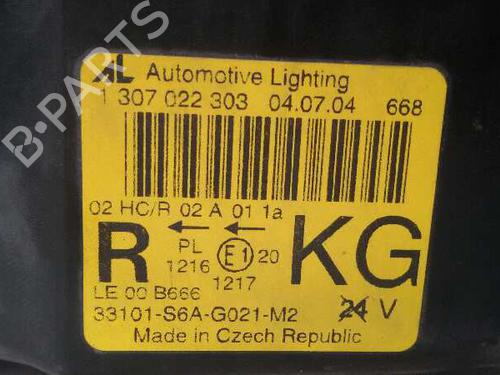 AL Automotive Lighting
1 307 022 303 04.07.04 668
02 HC/R 02 A 01 1a
R PL E1 20 KG
1216 1217
LE 00 B666
33101-S6A-G021-M2 24 V
Made in Czech Republic
B-PARTS